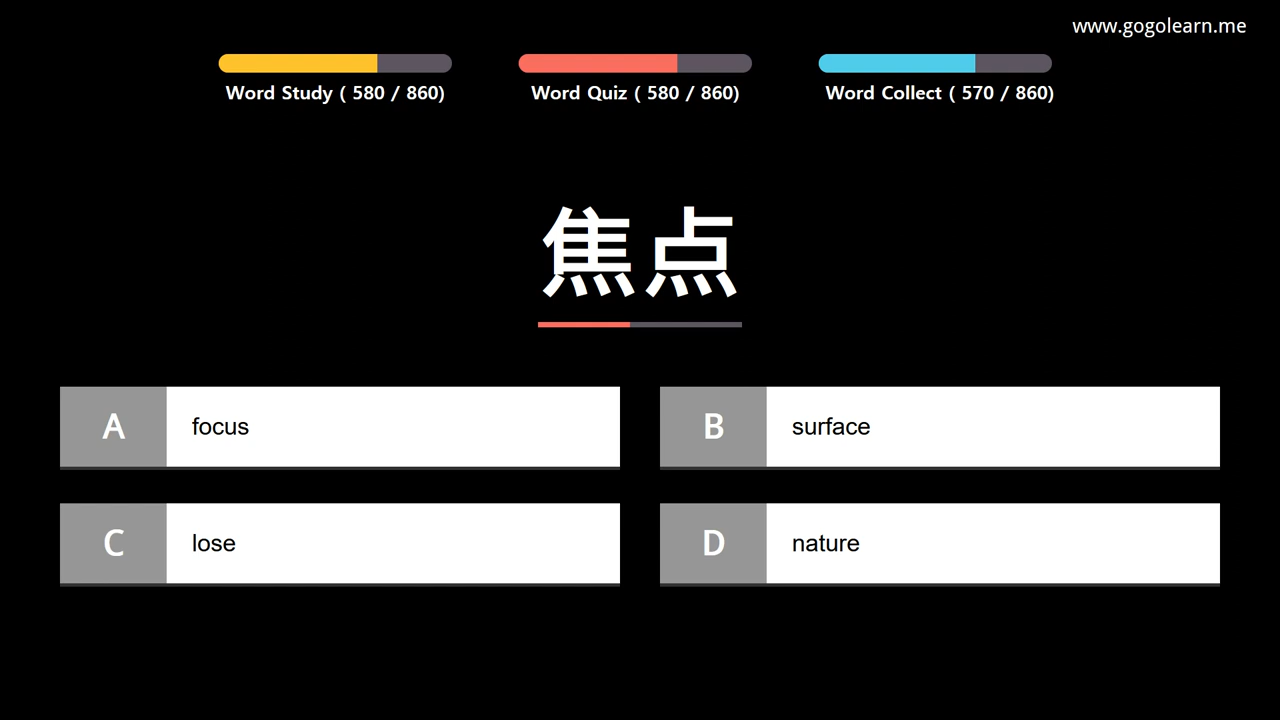 www.gogolearn.me
Word Study ( 580 / 860)
Word Quiz ( 580 / 860)
Word Collect ( 570 / 860)
焦点
A focus
B surface
C lose
D nature